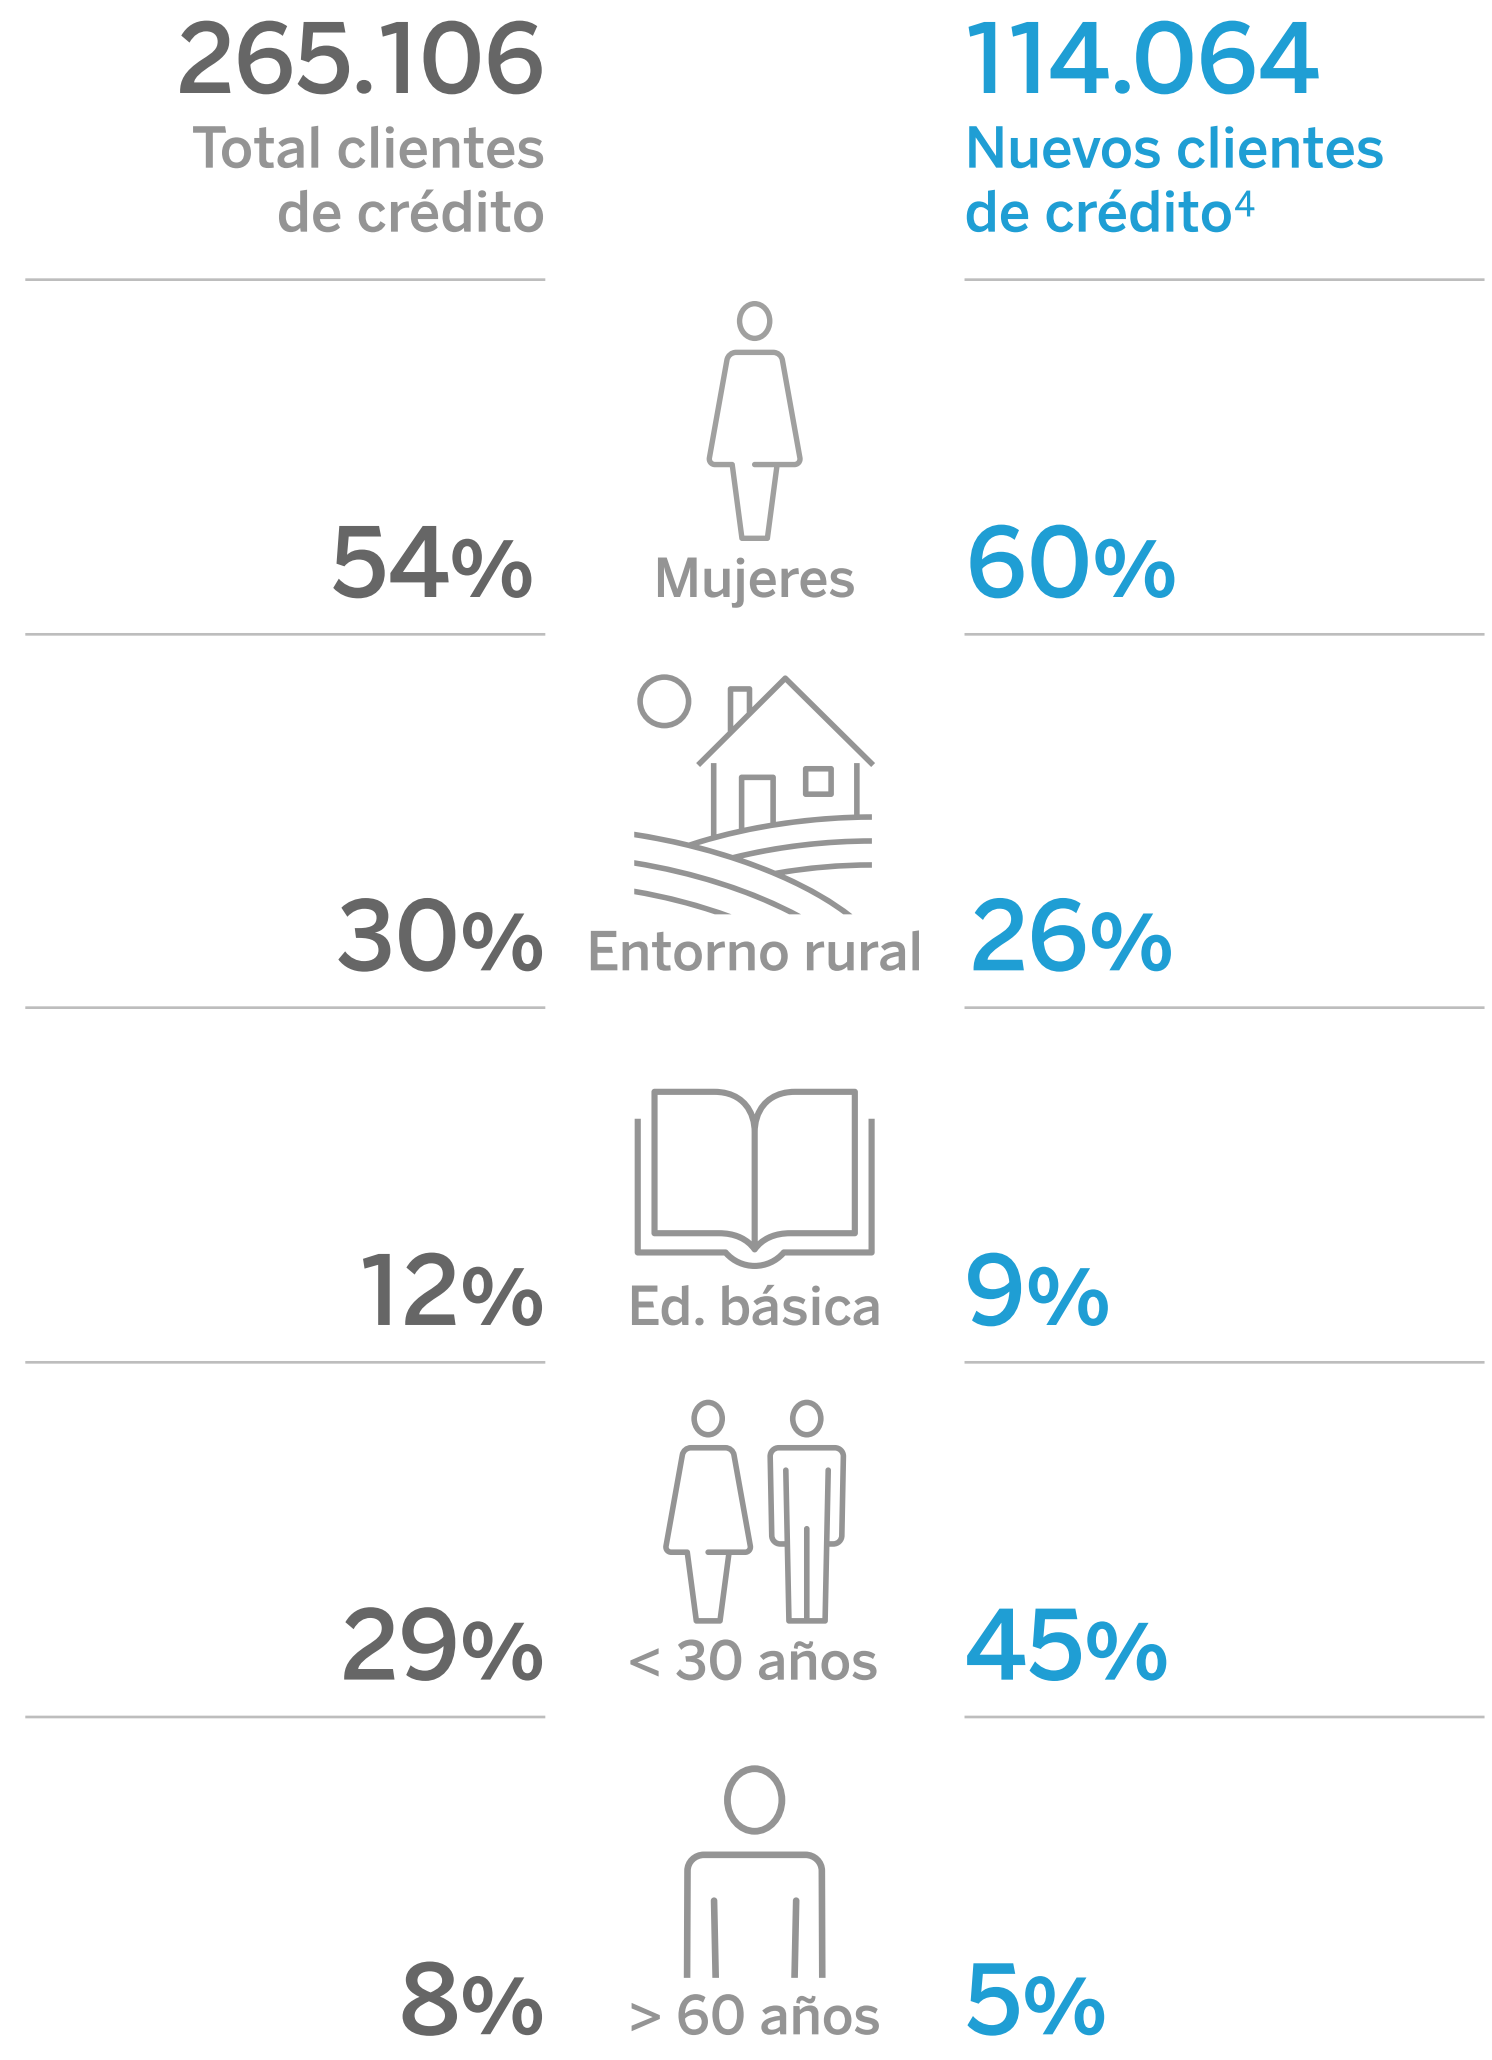 265.106
Total clientes
de crédito
114.064
Nuevos clientes
de crédito⁴
54%
Mujeres
60%
30%
Entorno rural
26%
12%
Ed. básica
9%
29%
< 30 años
45%
8%
> 60 años
5%